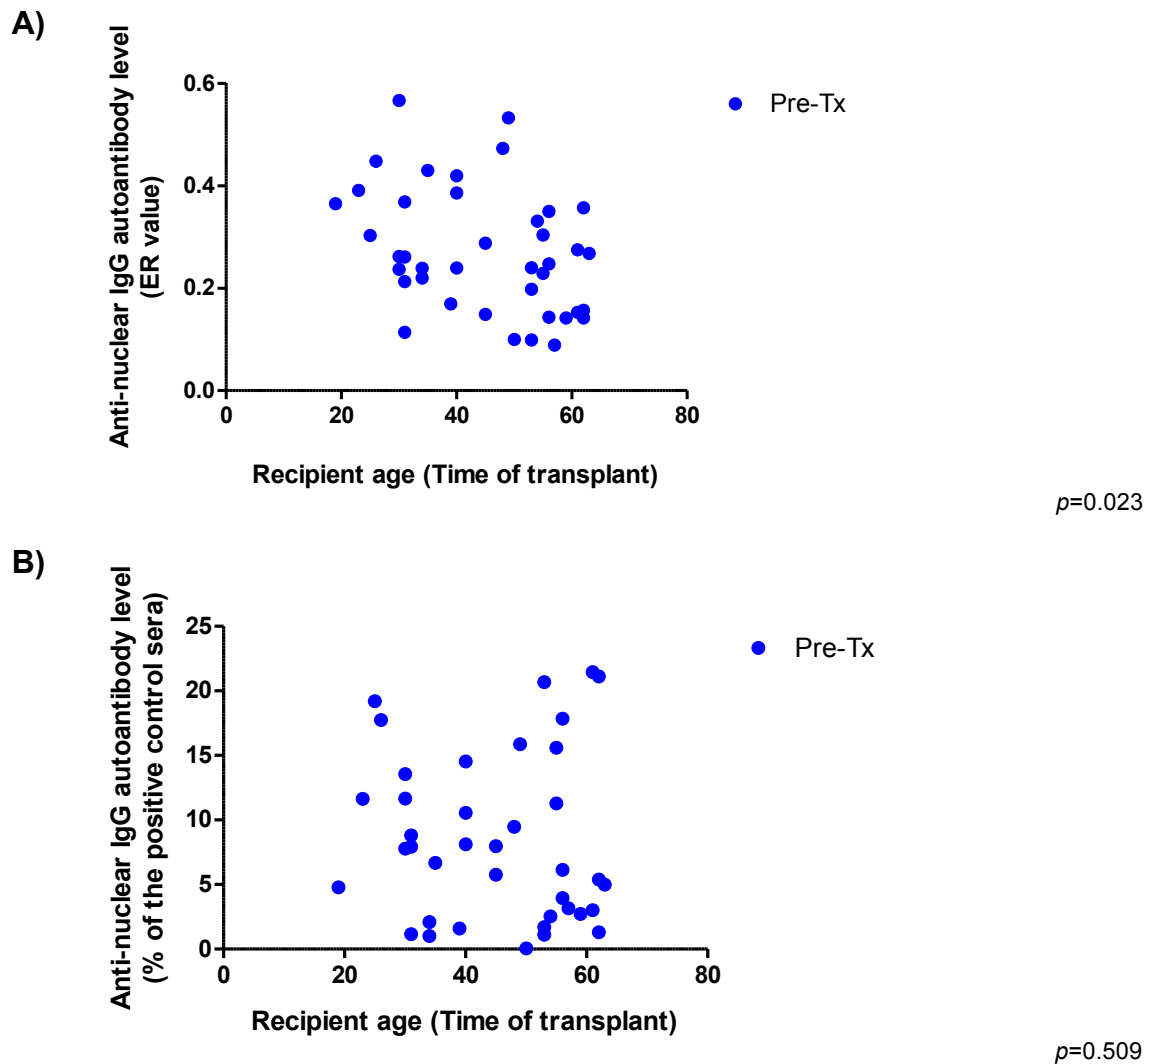 A)
Anti-nuclear IgG autoantibody level
(ER value)
0.6
0.4
0.2
0.0
0 20 40 60 80
Recipient age (Time of transplant)
Pre-Tx
p=0.023
B)
Anti-nuclear IgG autoantibody level
(% of the positive control sera)
25
20
15
10
5
0
0 20 40 60 80
Recipient age (Time of transplant)
Pre-Tx
p=0.509